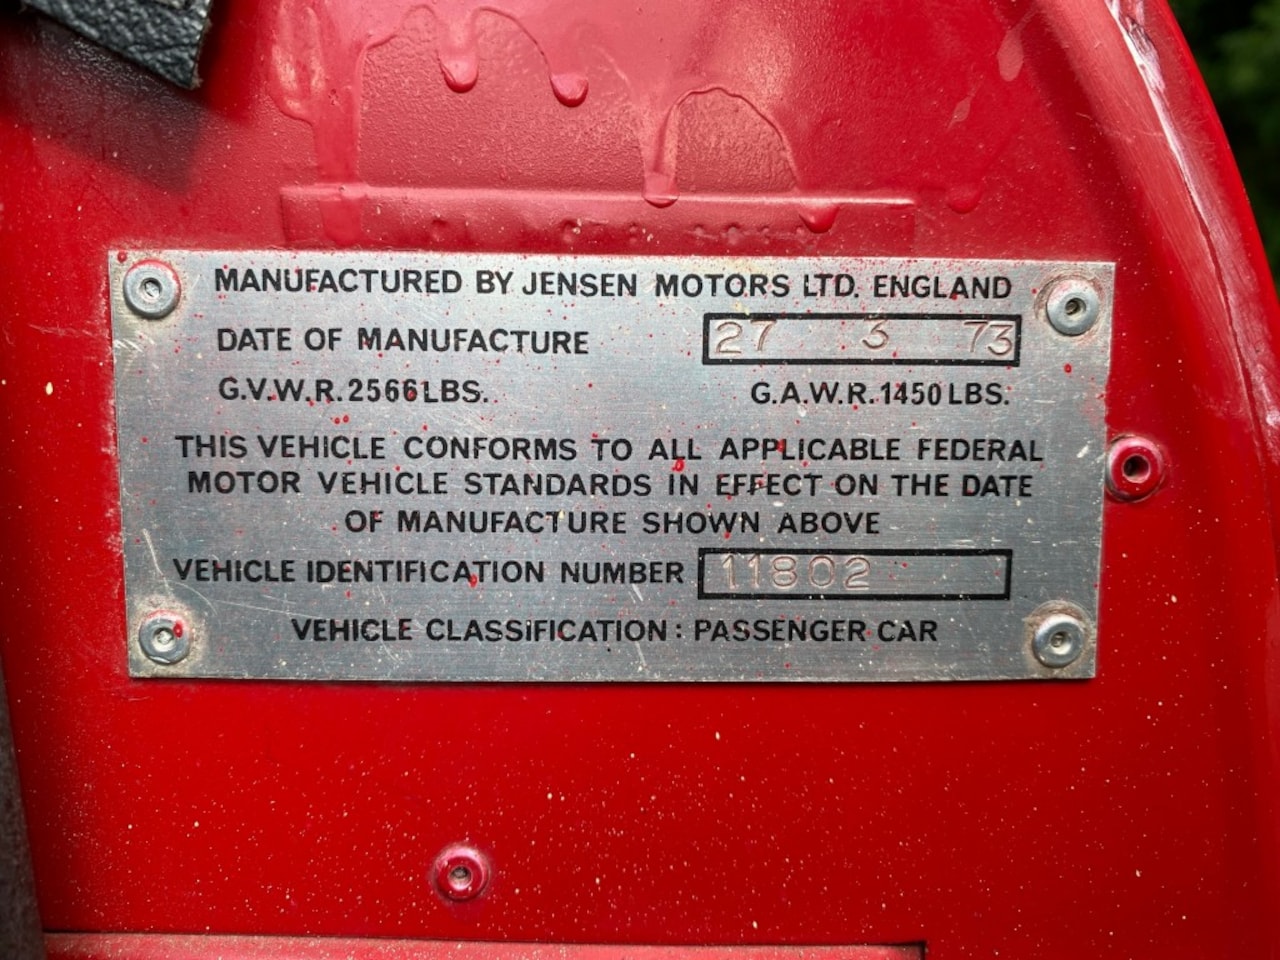 MANUFACTURED BY JENSEN MOTORS LTD. ENGLAND
DATE OF MANUFACTURE 27 3 73
G.V.W.R. 2566 LBS. G.A.W.R. 1450 LBS.
THIS VEHICLE CONFORMS TO ALL APPLICABLE FEDERAL
MOTOR VEHICLE STANDARDS IN EFFECT ON THE DATE
OF MANUFACTURE SHOWN ABOVE
VEHICLE IDENTIFICATION NUMBER 11802
VEHICLE CLASSIFICATION: PASSENGER CAR